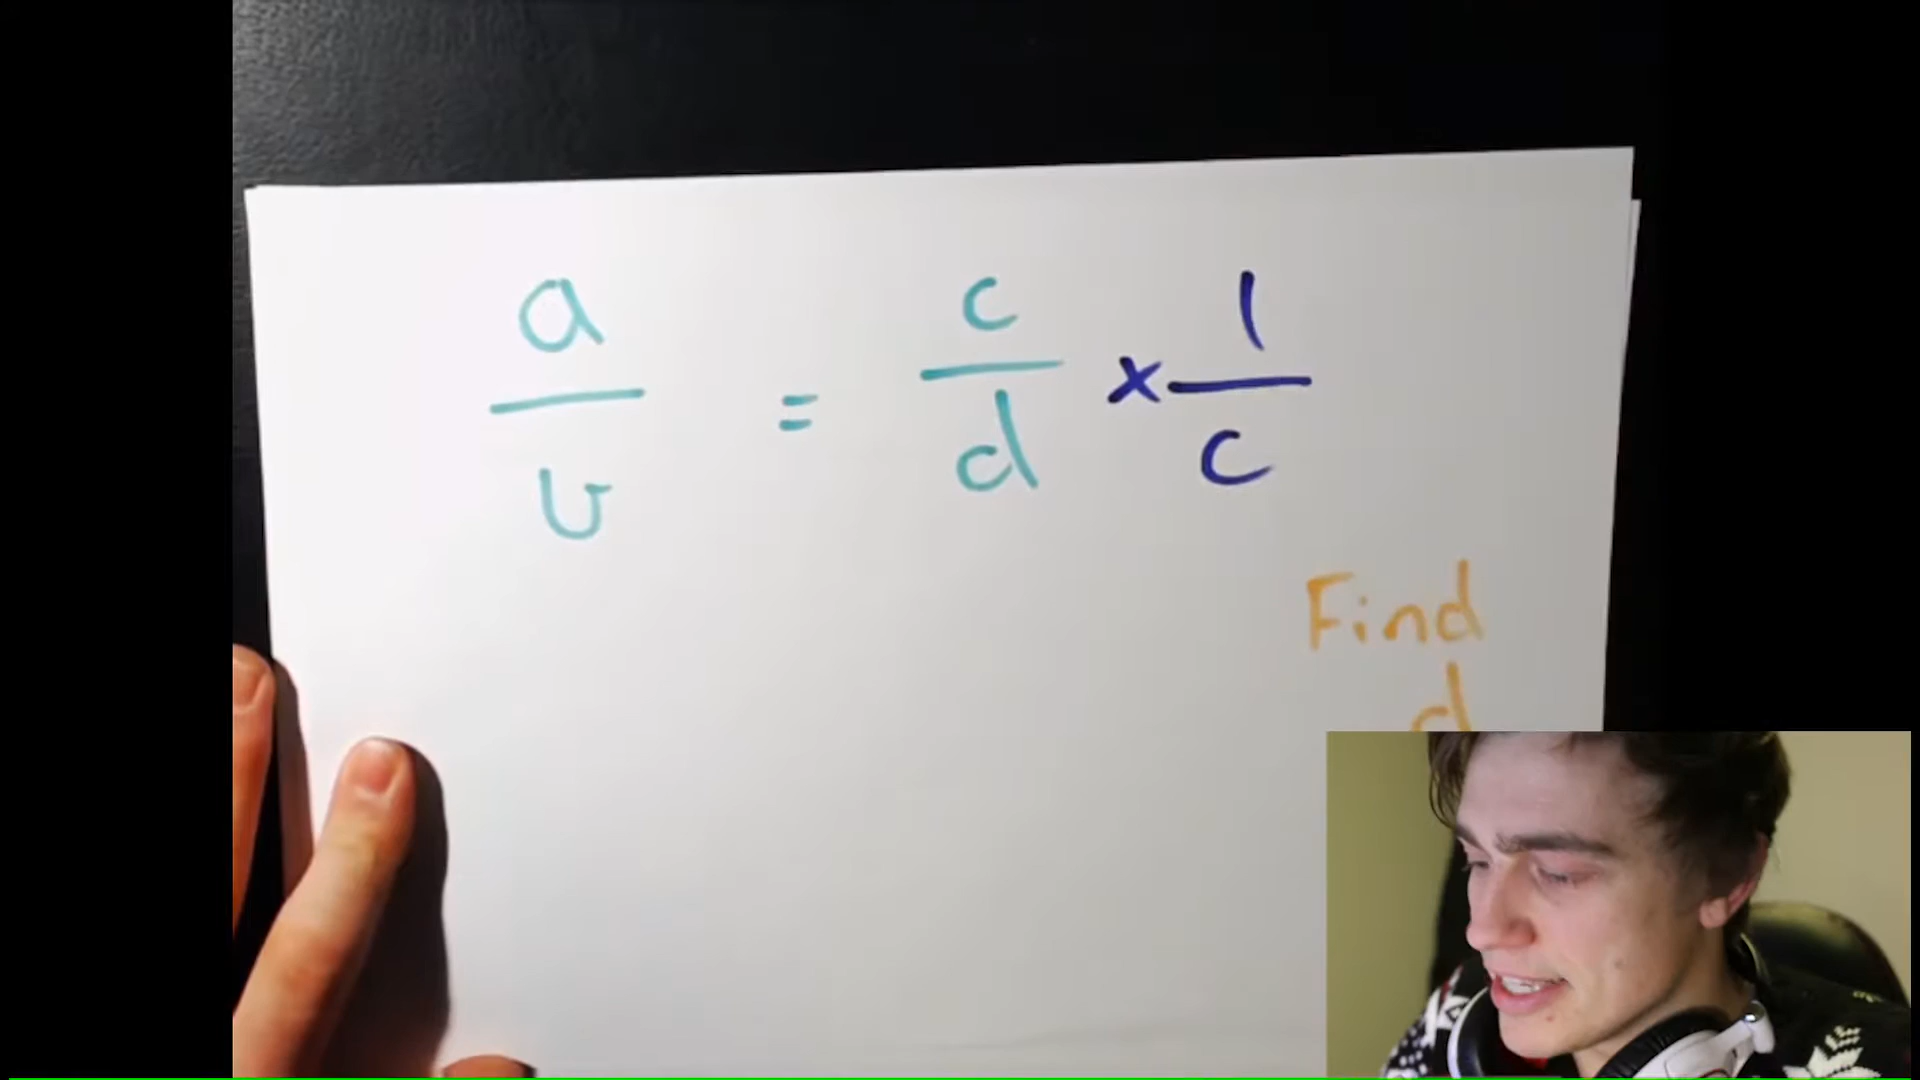 a/b = c/d × 1/c
Find
d